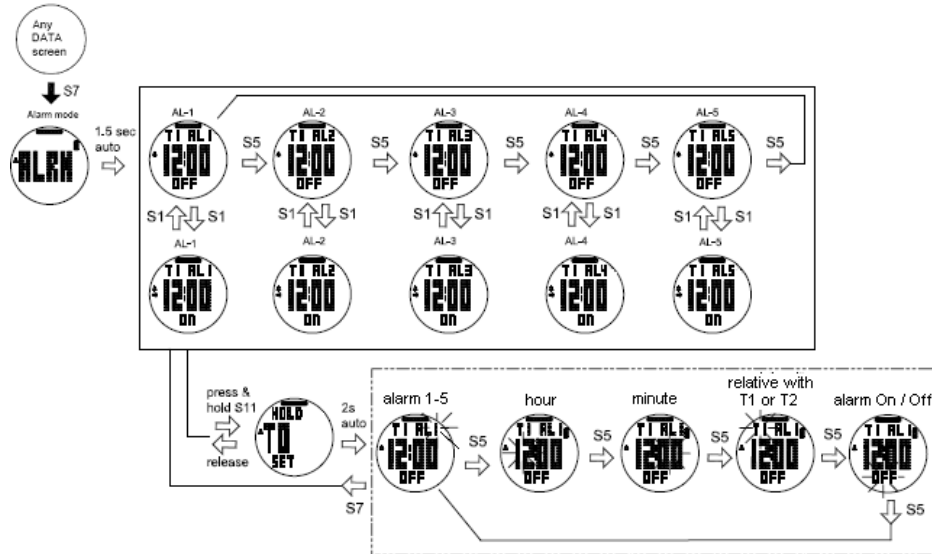 Any
DATA
screen
S7
Alarm mode
ALRM
1.5 sec
auto
AL-1
AL-2
AL-3
AL-4
AL-5
T1 AL1
12:00
OFF
S5
T1 AL2
12:00
OFF
S5
T1 AL3
12:00
OFF
S5
T1 AL4
12:00
OFF
S5
T1 AL5
12:00
OFF
S5
S1 S1
S1 S1
S1 S1
S1 S1
S1 S1
AL-1
AL-2
AL-3
AL-4
AL-5
T1 AL1
12:00
ON
T1 AL2
12:00
ON
T1 AL3
12:00
ON
T1 AL4
12:00
ON
T1 AL5
12:00
ON
press &
hold S11
release
HOLD
TO
SET
2s
auto
S7
alarm 1-5
T1 AL1
12:00
OFF
S5
hour
T1 AL1
12:00
OFF
S5
minute
12:00
OFF
S5
relative with
T1 or T2
T1 AL1
12:00
OFF
S5
alarm On / Off
T1 AL1
12:00
OFF
S5